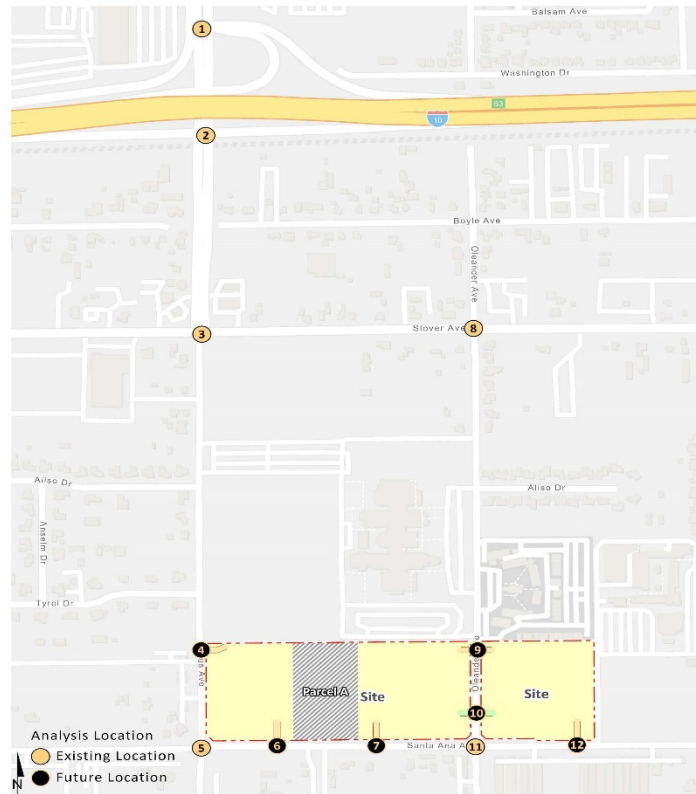 Balsam Ave
1
Washington Dr
63
10
2
Boyle Ave
Oleander Ave
3
Slover Ave
8
Aliso Dr
Aliso Dr
Anselm Dr
Tyrol Dr
4
9
Parcel A
Site
Site
10
Analysis Location
Existing Location
Future Location
5
6
7
Santa Ana A
11
12
N